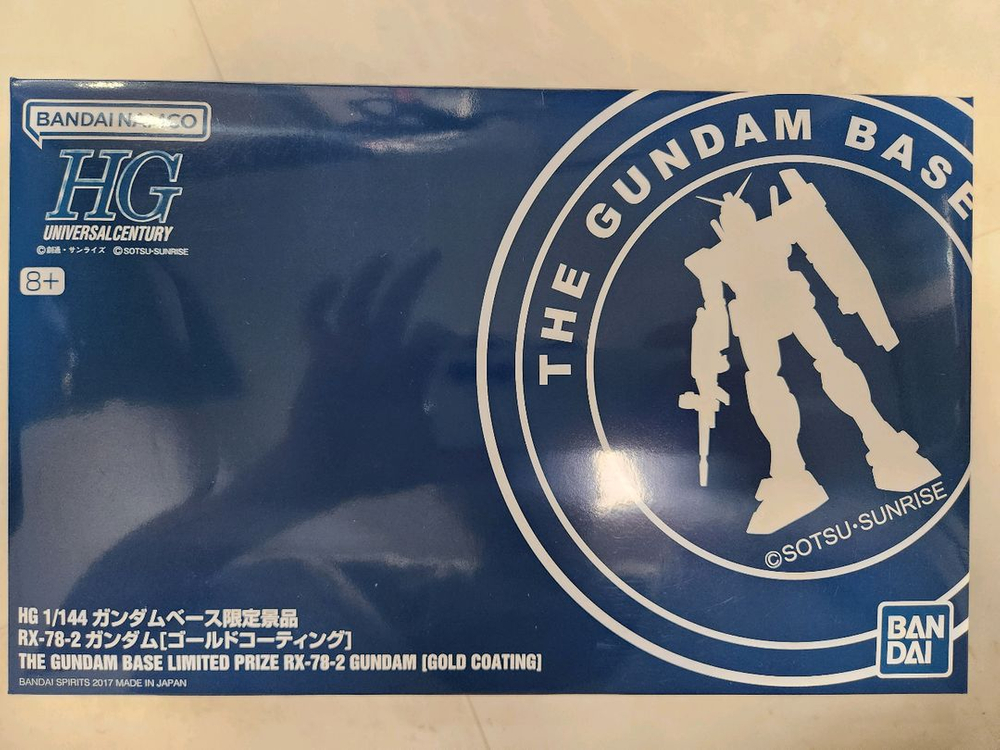 BANDAI NAMCO
HG
UNIVERSAL CENTURY
©創通・サンライズ ©SOTSU・SUNRISE
8+
THE GUNDAM BASE
©SOTSU・SUNRISE
HG 1/144 ガンダムベース限定景品
RX-78-2 ガンダム[ゴールドコーティング]
THE GUNDAM BASE LIMITED PRIZE RX-78-2 GUNDAM [GOLD COATING]
BANDAI SPIRITS 2017 MADE IN JAPAN
BAN
DAI